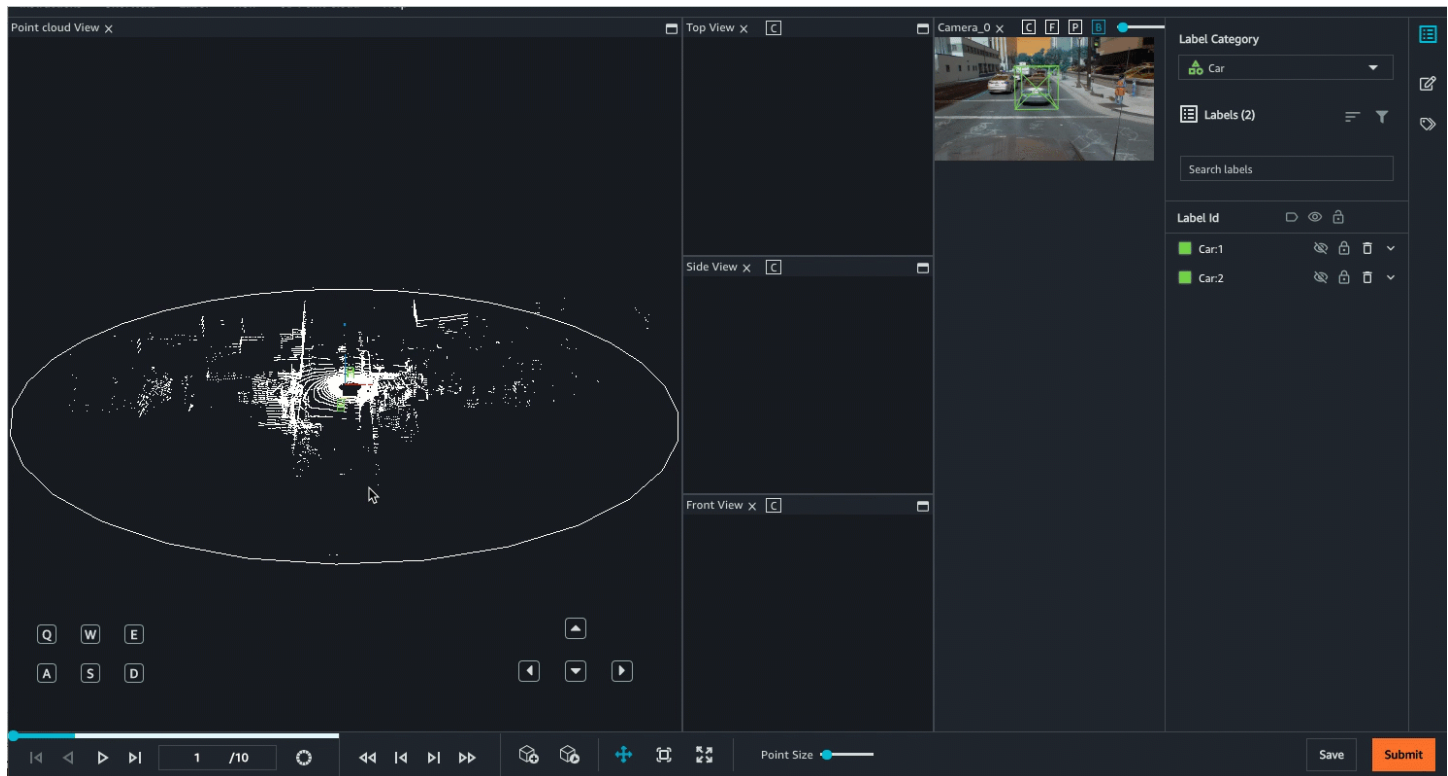 Point cloud View
Top View C
Camera_0 C F P B
Label Category
Car
Labels (2)
Search labels
Label Id
Car:1
Car:2
Side View C
Front View C
Q W E
A S D
1 /10
Point Size
Save
Submit